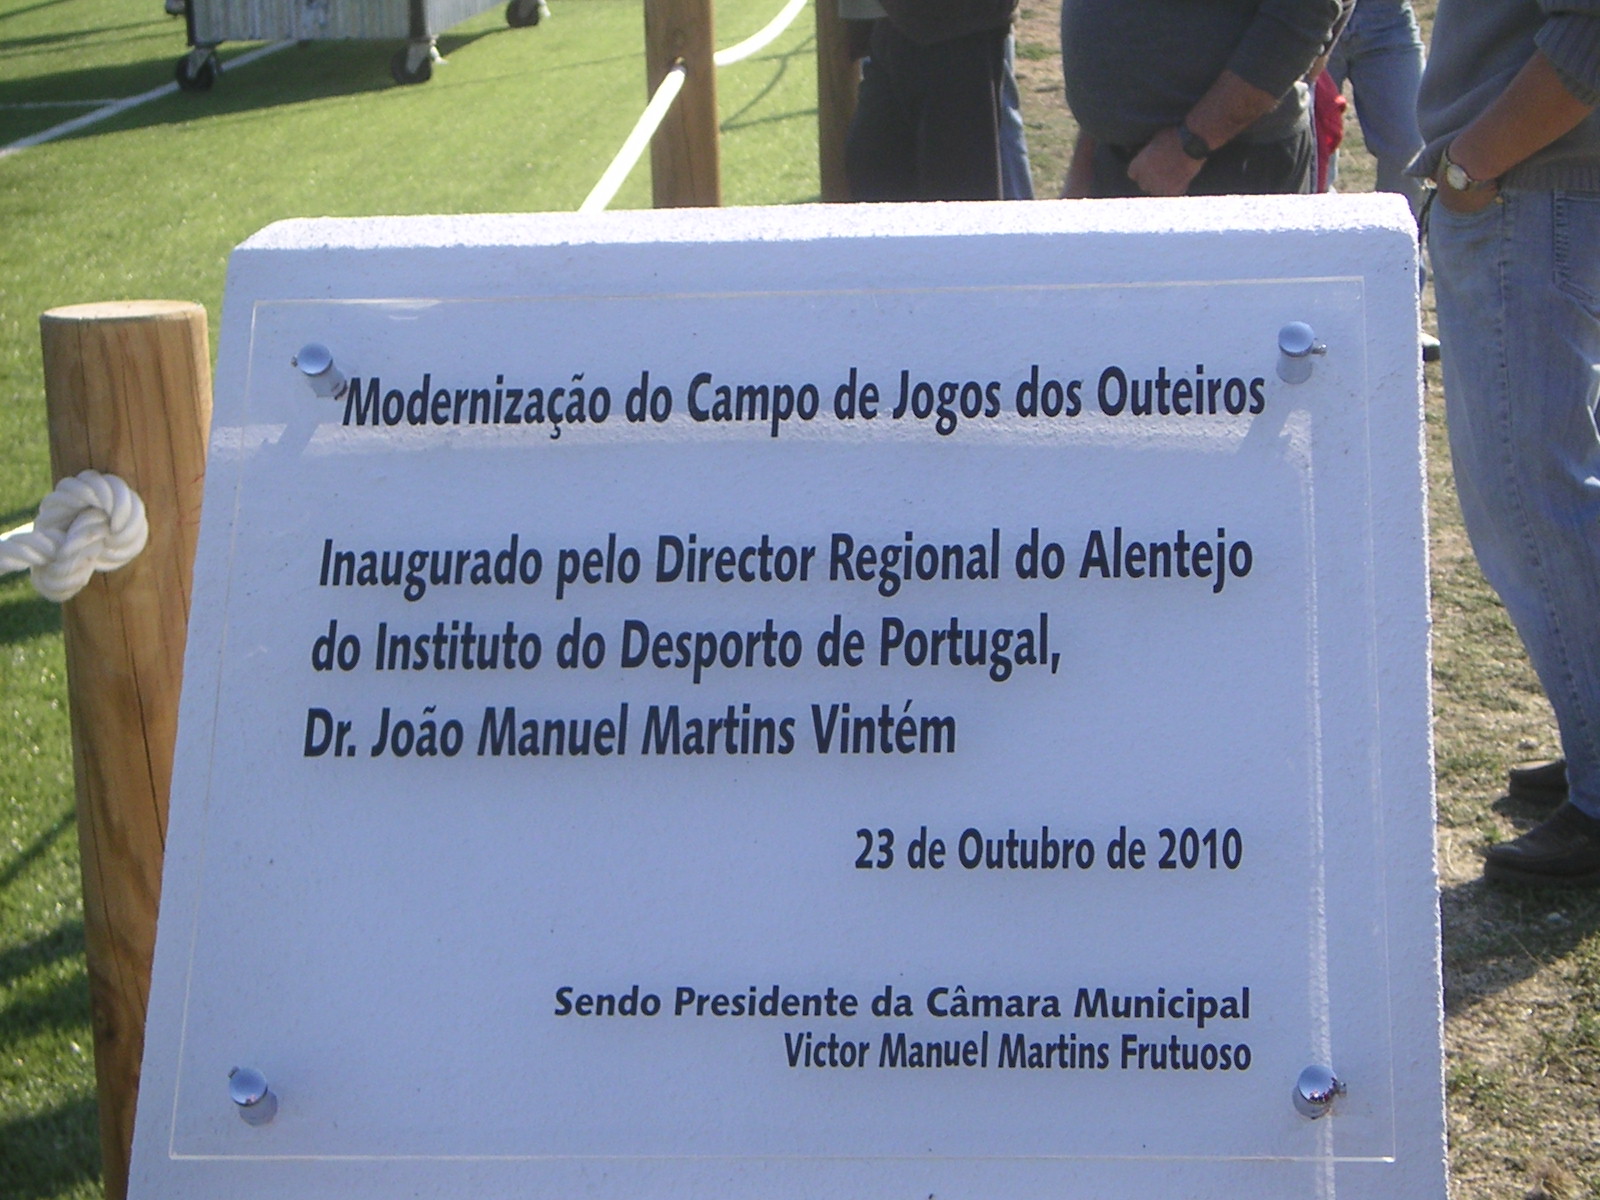 Modernização do Campo de Jogos dos Outeiros
Inaugurado pelo Director Regional do Alentejo
do Instituto do Desporto de Portugal,
Dr. João Manuel Martins Vintém
23 de Outubro de 2010
Sendo Presidente da Câmara Municipal
Victor Manuel Martins Frutuoso